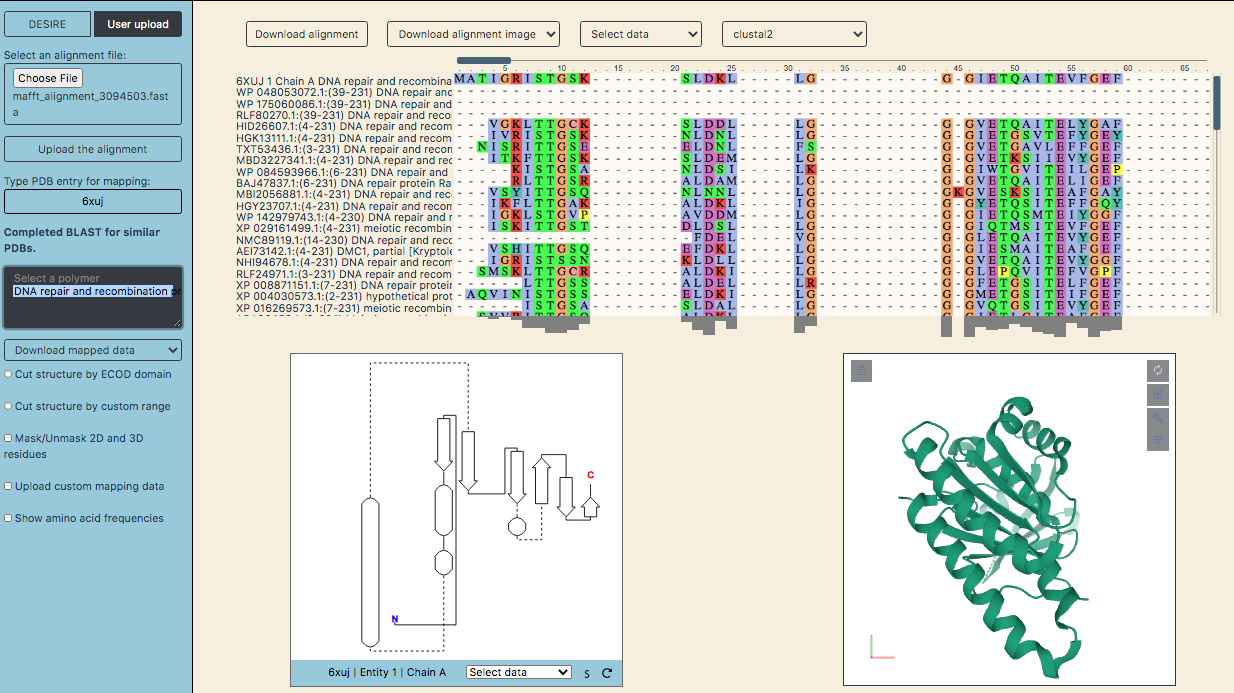 DESIRE
User upload
Select an alignment file:
Choose File
mafft_alignment_3094503.fast
a
Upload the alignment
Type PDB entry for mapping:
6xuj
Completed BLAST for similar
PDBs.
Select a polymer
DNA repair and recombination pr
Download mapped data
Cut structure by ECOD domain
Cut structure by custom range
Mask/Unmask 2D and 3D
residues
Upload custom mapping data
Show amino acid frequencies
Download alignment
Download alignment image
Select data
clustal2
5 10 15 20 25 30 35 40 45 50 55 60 65
6XUJ 1 Chain A DNA repair and recombina MATIGRISTGSK SLDKL LG G-GIETQAITEVFGEF
WP 048053072.1:(39-231) DNA repair and
WP 175060086.1:(39-231) DNA repair and
RLF80270.1:(39-231) DNA repair and reco
HID26607.1:(4-231) DNA repair and recom VGKLTTGCK SLDDL LG G-GVETQAITELYGAF
HGK13111.1:(4-231) DNA repair and recom IVRISTGSK NLDNL LG G-GIETGSVTEFYGEY
TXT53436.1:(3-231) DNA repair and recom NISRISTGSE ELDNL FS G-GVETGAVLEFFGEF
MBD3227341.1:(4-231) DNA repair and rec ITKFTTGSK SLDEM LG G-GVETKSIIEVYGEF
WP 084593966.1:(6-231) DNA repair and KISTGSA NLDSI LK G-GIWTGVITEILGEP
BAJ47837.1:(6-231) DNA repair protein Ra RLTTGSR ALDAM LG G-GVETQAITELIGEF
MBI2056881.1:(4-231) DNA repair and reco VSYITTGSQ NLNNL LG GKGVESKSITEAFGAY
HGY23707.1:(4-231) DNA repair and recom IKFLTTGAK ALDKL LG G-GYETQAITEFFGQY
WP 142979743.1:(4-230) DNA repair and r IGKLSTGVP AVDDM LG G-GIETQSMTEIYGGF
XP 029161499.1:(4-231) meiotic recombin ISKITTGST DLDSL IG G-GIQTMSITEVFGEF
NMC89119.1:(14-230) DNA repair and reco FDEL VG G-GLETQAITEVFGEF
AEI73142.1:(4-231) DMC1, partial [Kryptole VSHITTGSQ EFDKL LG G-GIESMAITEVFGEF
NHI94678.1:(4-231) DNA repair and recom IGRISTSSN KLDLL LG G-GVETQAITEVYGGF
RLF24971.1:(3-231) DNA repair and recom SMSKLTTGCR ALDKI LG G-GLEPQVITEFVGPF
XP 008871151.1:(7-231) DNA repair protein LTTGSS ALDEL LR G-GVETQSITELFGEF
XP 004030573.1:(2-231) hypothetical prot AQVINISTGSS ELDKI LG G-GMETGSITEIFGEF
XP 016269573.1:(7-231) meiotic recombin ISTGSA SLDAL LG G-GFETQSITEVYGEF
N
C
6xuj | Entity 1 | Chain A
Select data
S